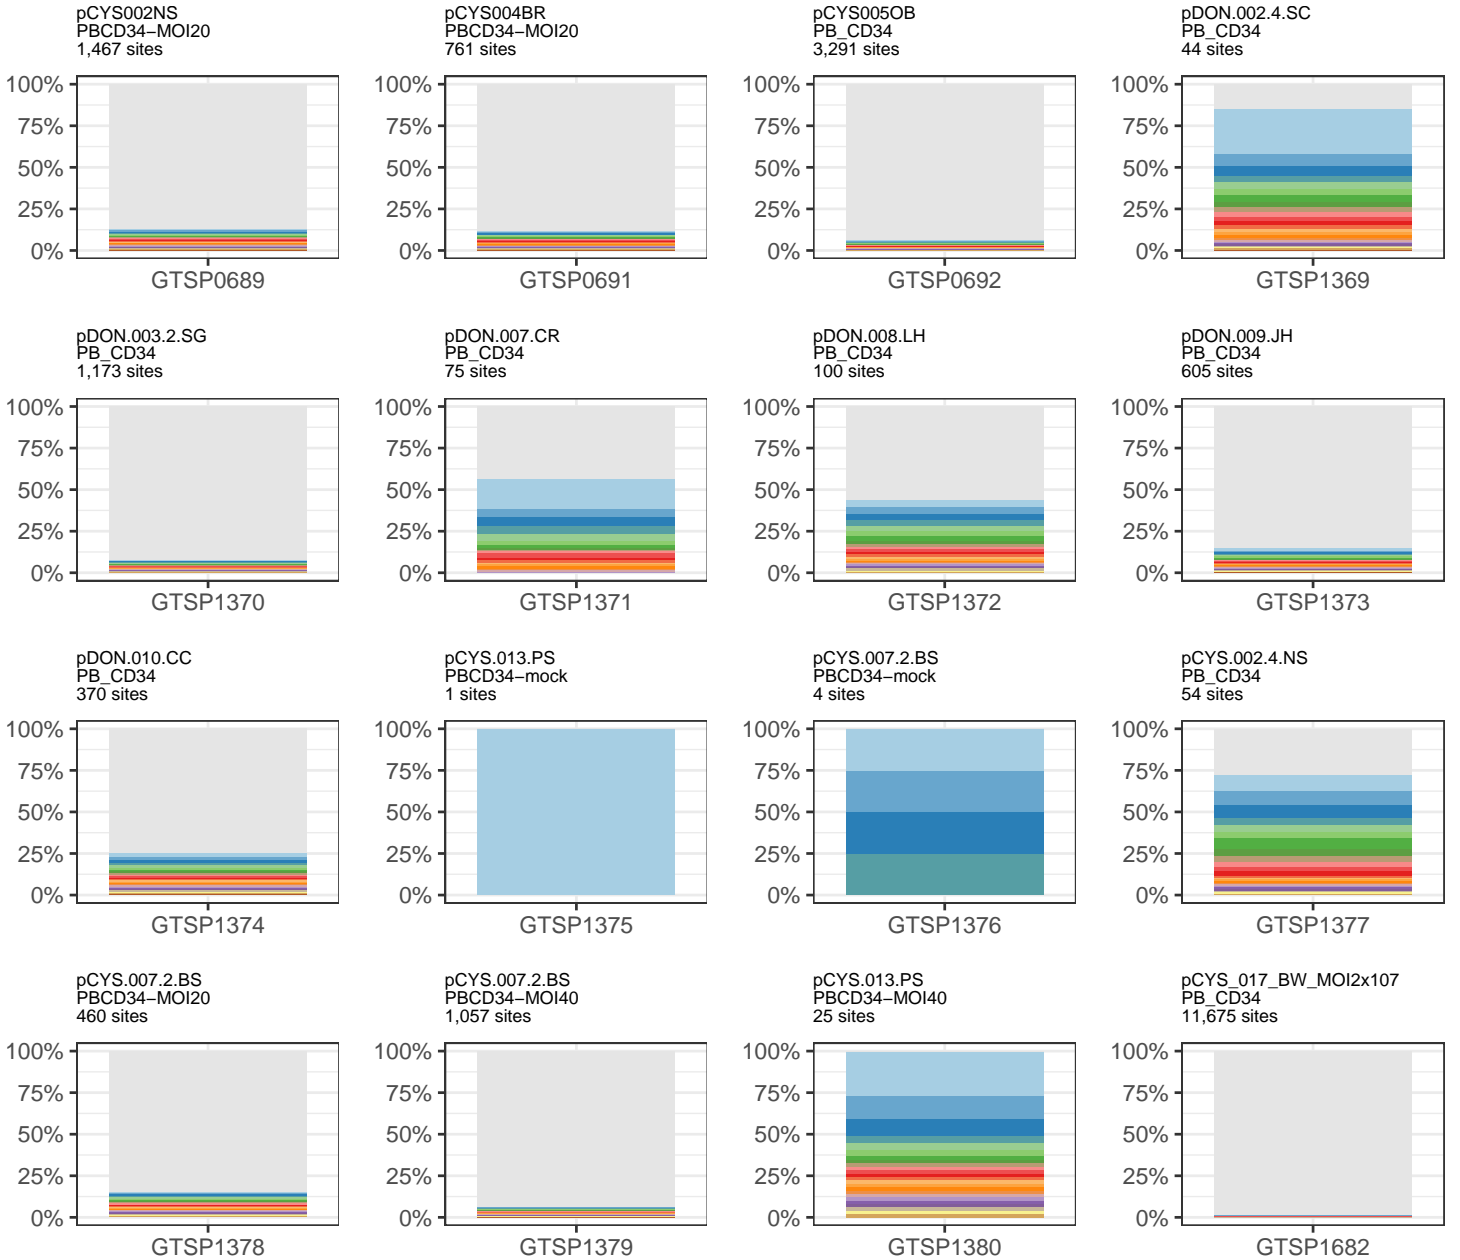 pCYS002NS
PBCD34−MOI20
1,467 sites
100%
75%
50%
25%
0%
GTSP0689
pCYS004BR
PBCD34−MOI20
761 sites
100%
75%
50%
25%
0%
GTSP0691
pCYS005OB
PB_CD34
3,291 sites
100%
75%
50%
25%
0%
GTSP0692
pDON.002.4.SC
PB_CD34
44 sites
100%
75%
50%
25%
0%
GTSP1369
pDON.003.2.SG
PB_CD34
1,173 sites
100%
75%
50%
25%
0%
GTSP1370
pDON.007.CR
PB_CD34
75 sites
100%
75%
50%
25%
0%
GTSP1371
pDON.008.LH
PB_CD34
100 sites
100%
75%
50%
25%
0%
GTSP1372
pDON.009.JH
PB_CD34
605 sites
100%
75%
50%
25%
0%
GTSP1373
pDON.010.CC
PB_CD34
370 sites
100%
75%
50%
25%
0%
GTSP1374
pCYS.013.PS
PBCD34−mock
1 sites
100%
75%
50%
25%
0%
GTSP1375
pCYS.007.2.BS
PBCD34−mock
4 sites
100%
75%
50%
25%
0%
GTSP1376
pCYS.002.4.NS
PB_CD34
54 sites
100%
75%
50%
25%
0%
GTSP1377
pCYS.007.2.BS
PBCD34−MOI20
460 sites
100%
75%
50%
25%
0%
GTSP1378
pCYS.007.2.BS
PBCD34−MOI40
1,057 sites
100%
75%
50%
25%
0%
GTSP1379
pCYS.013.PS
PBCD34−MOI40
25 sites
100%
75%
50%
25%
0%
GTSP1380
pCYS_017_BW_MOI2x107
PB_CD34
11,675 sites
100%
75%
50%
25%
0%
GTSP1682